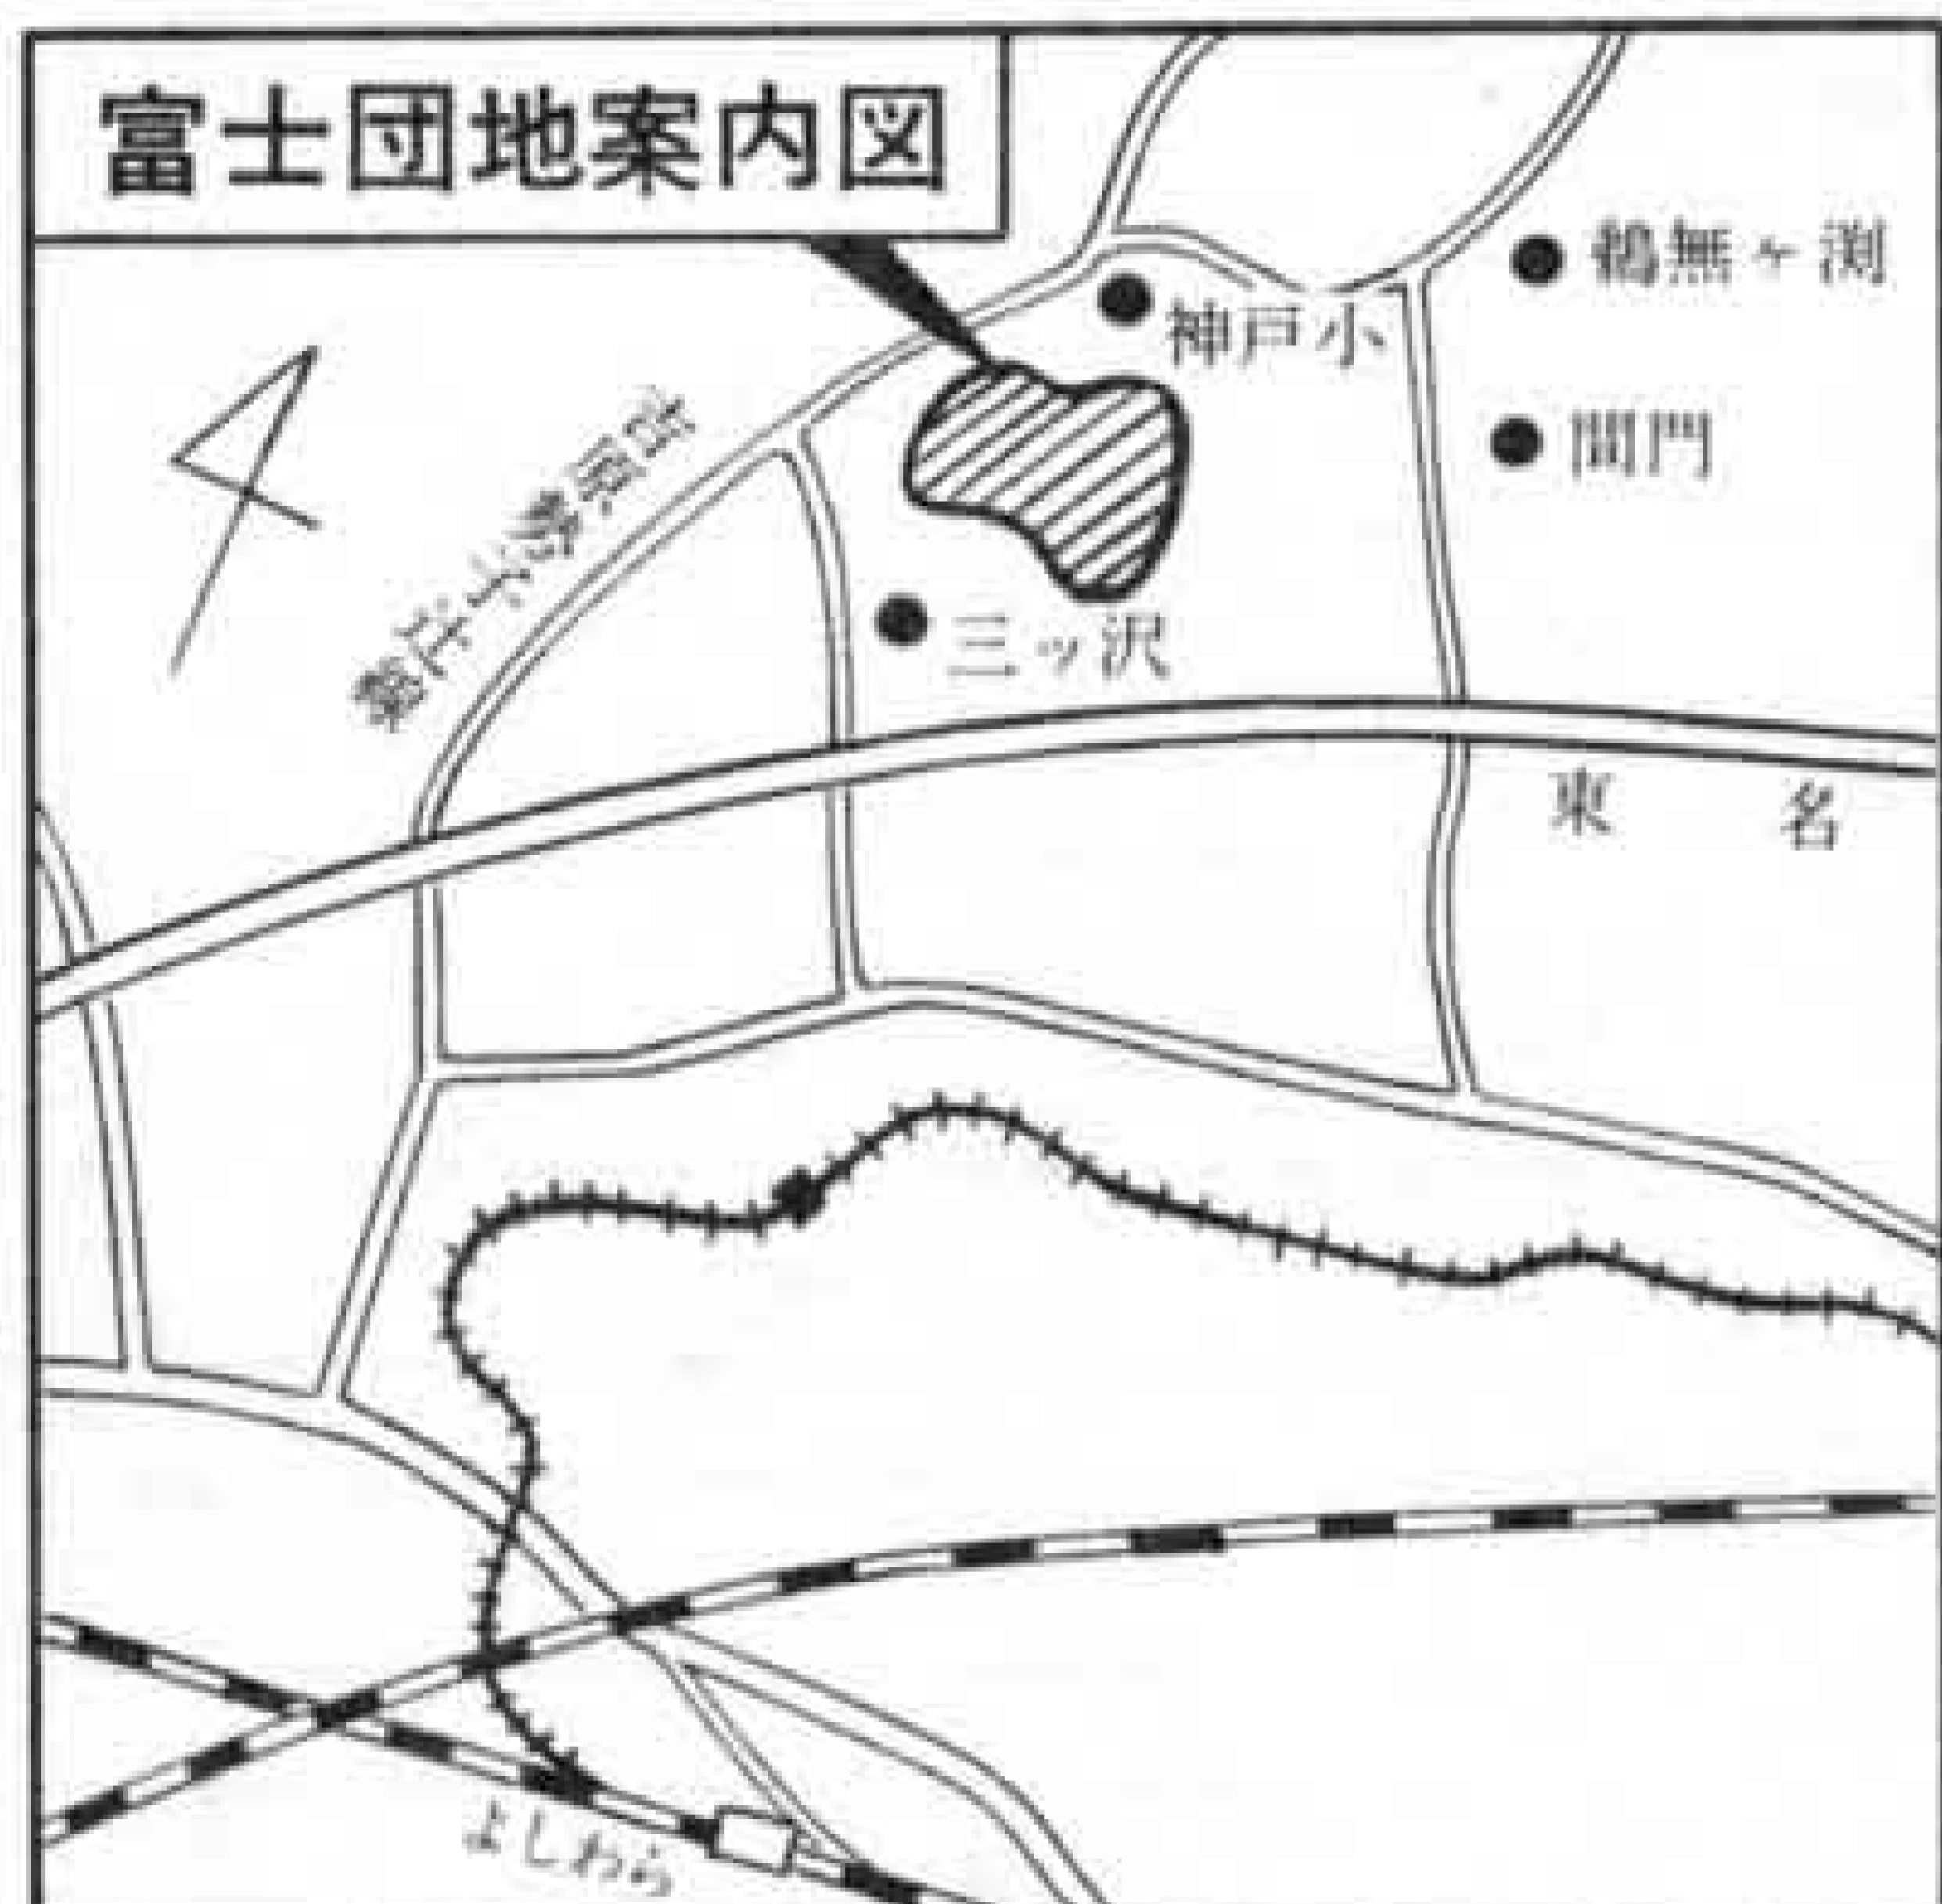 富士団地案内図
鵜無ヶ渕
神戸小
間門
三ッ沢
東名
よしわら